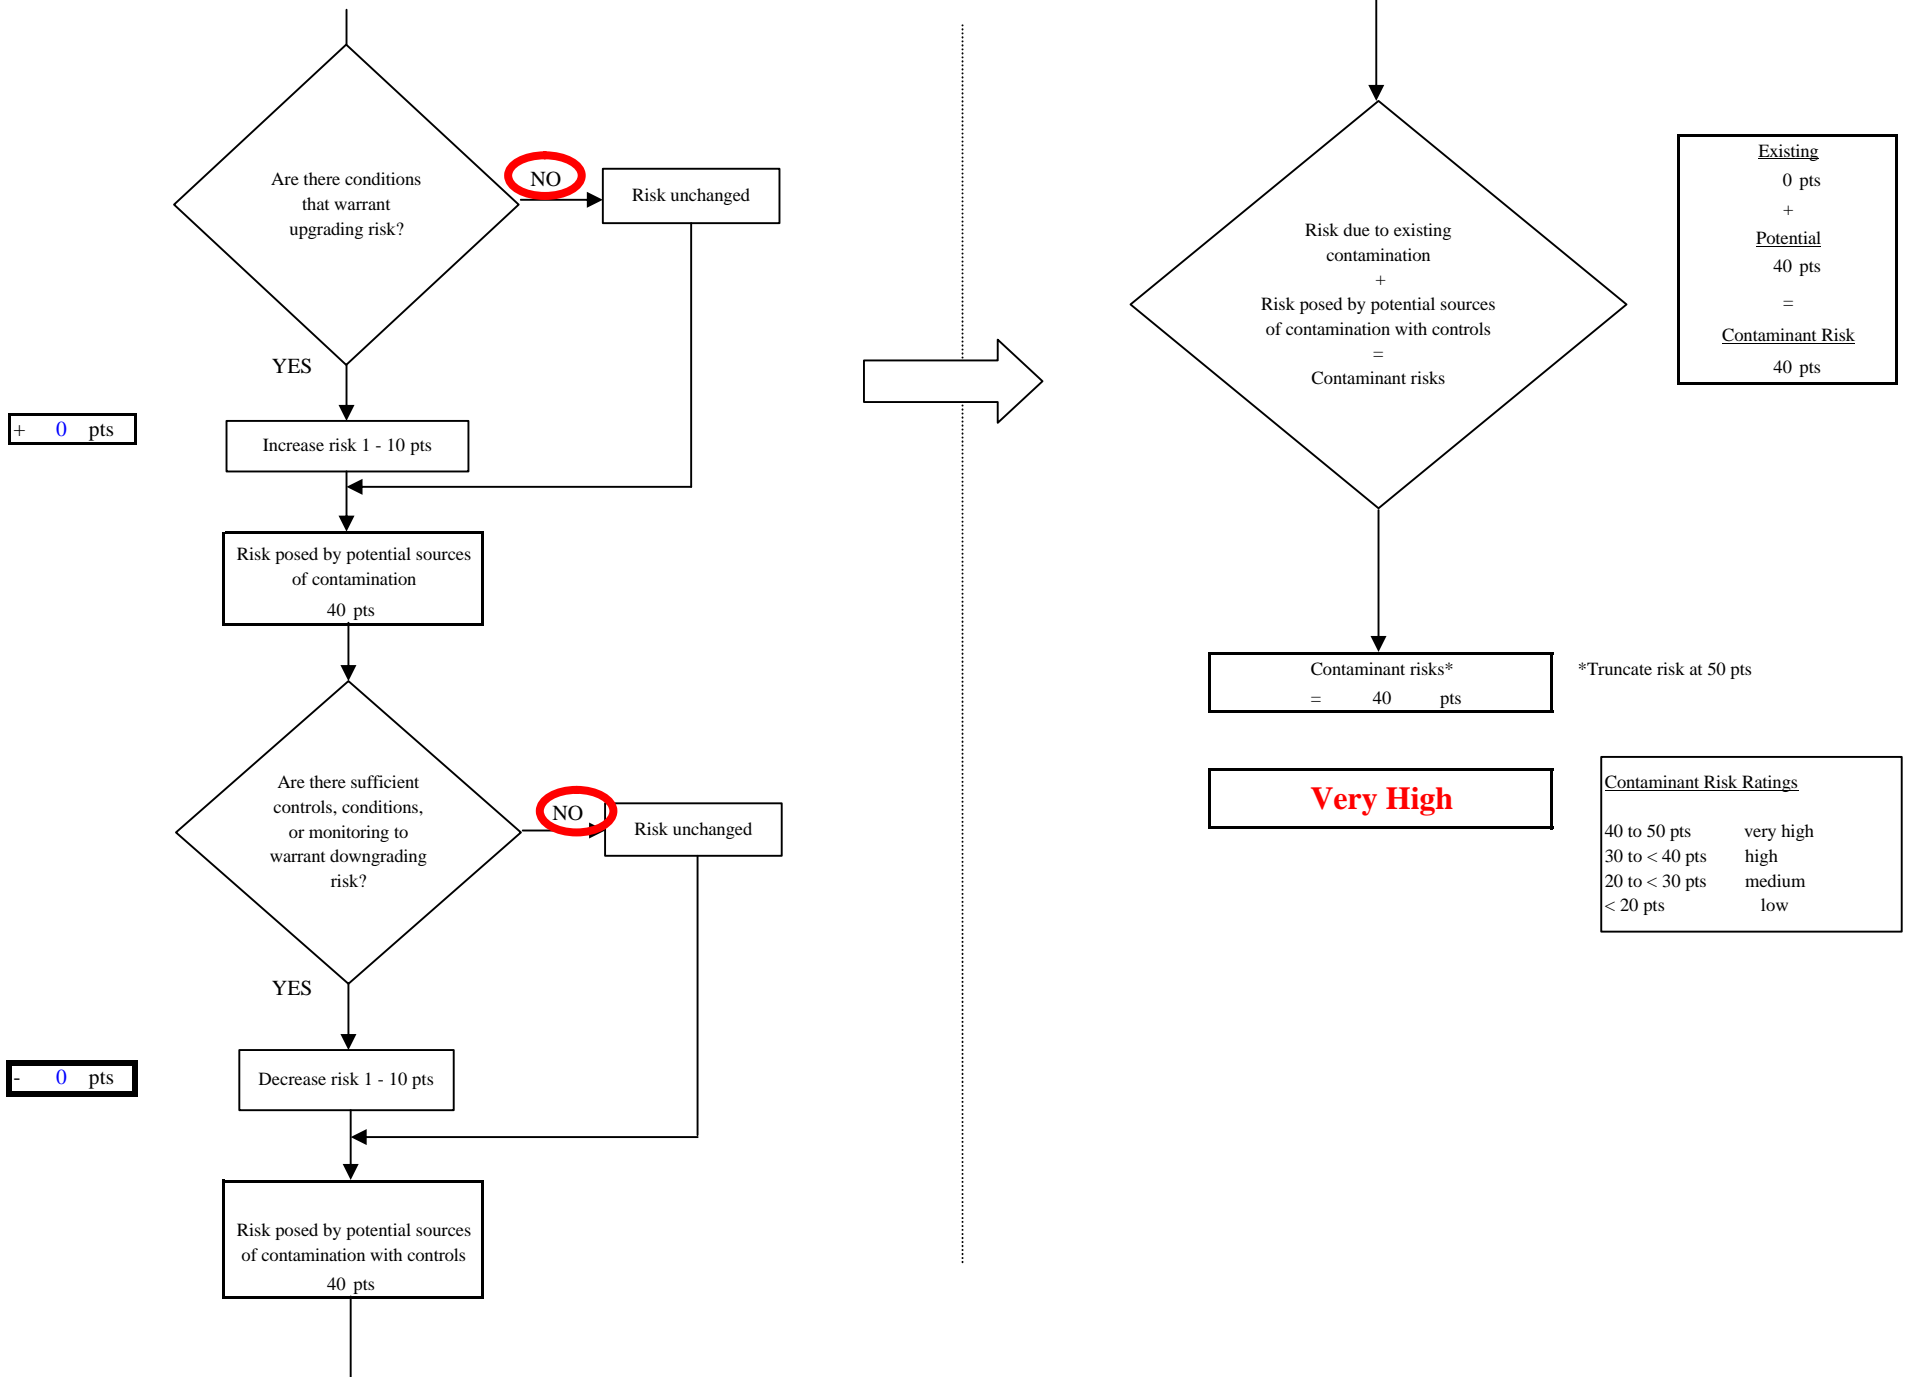 Are there conditions
that warrant
upgrading risk?
NO
Risk unchanged
YES
+ 0 pts
Increase risk 1 - 10 pts
Risk posed by potential sources
of contamination
40 pts
Are there sufficient
controls, conditions,
or monitoring to
warrant downgrading
risk?
NO
Risk unchanged
YES
- 0 pts
Decrease risk 1 - 10 pts
Risk posed by potential sources
of contamination with controls
40 pts
Risk due to existing
contamination
+
Risk posed by potential sources
of contamination with controls
=
Contaminant risks
Existing
0 pts
+
Potential
40 pts
=
Contaminant Risk
40 pts
Contaminant risks*
= 40 pts
*Truncate risk at 50 pts
Very High
Contaminant Risk Ratings
40 to 50 pts very high
30 to < 40 pts high
20 to < 30 pts medium
< 20 pts low